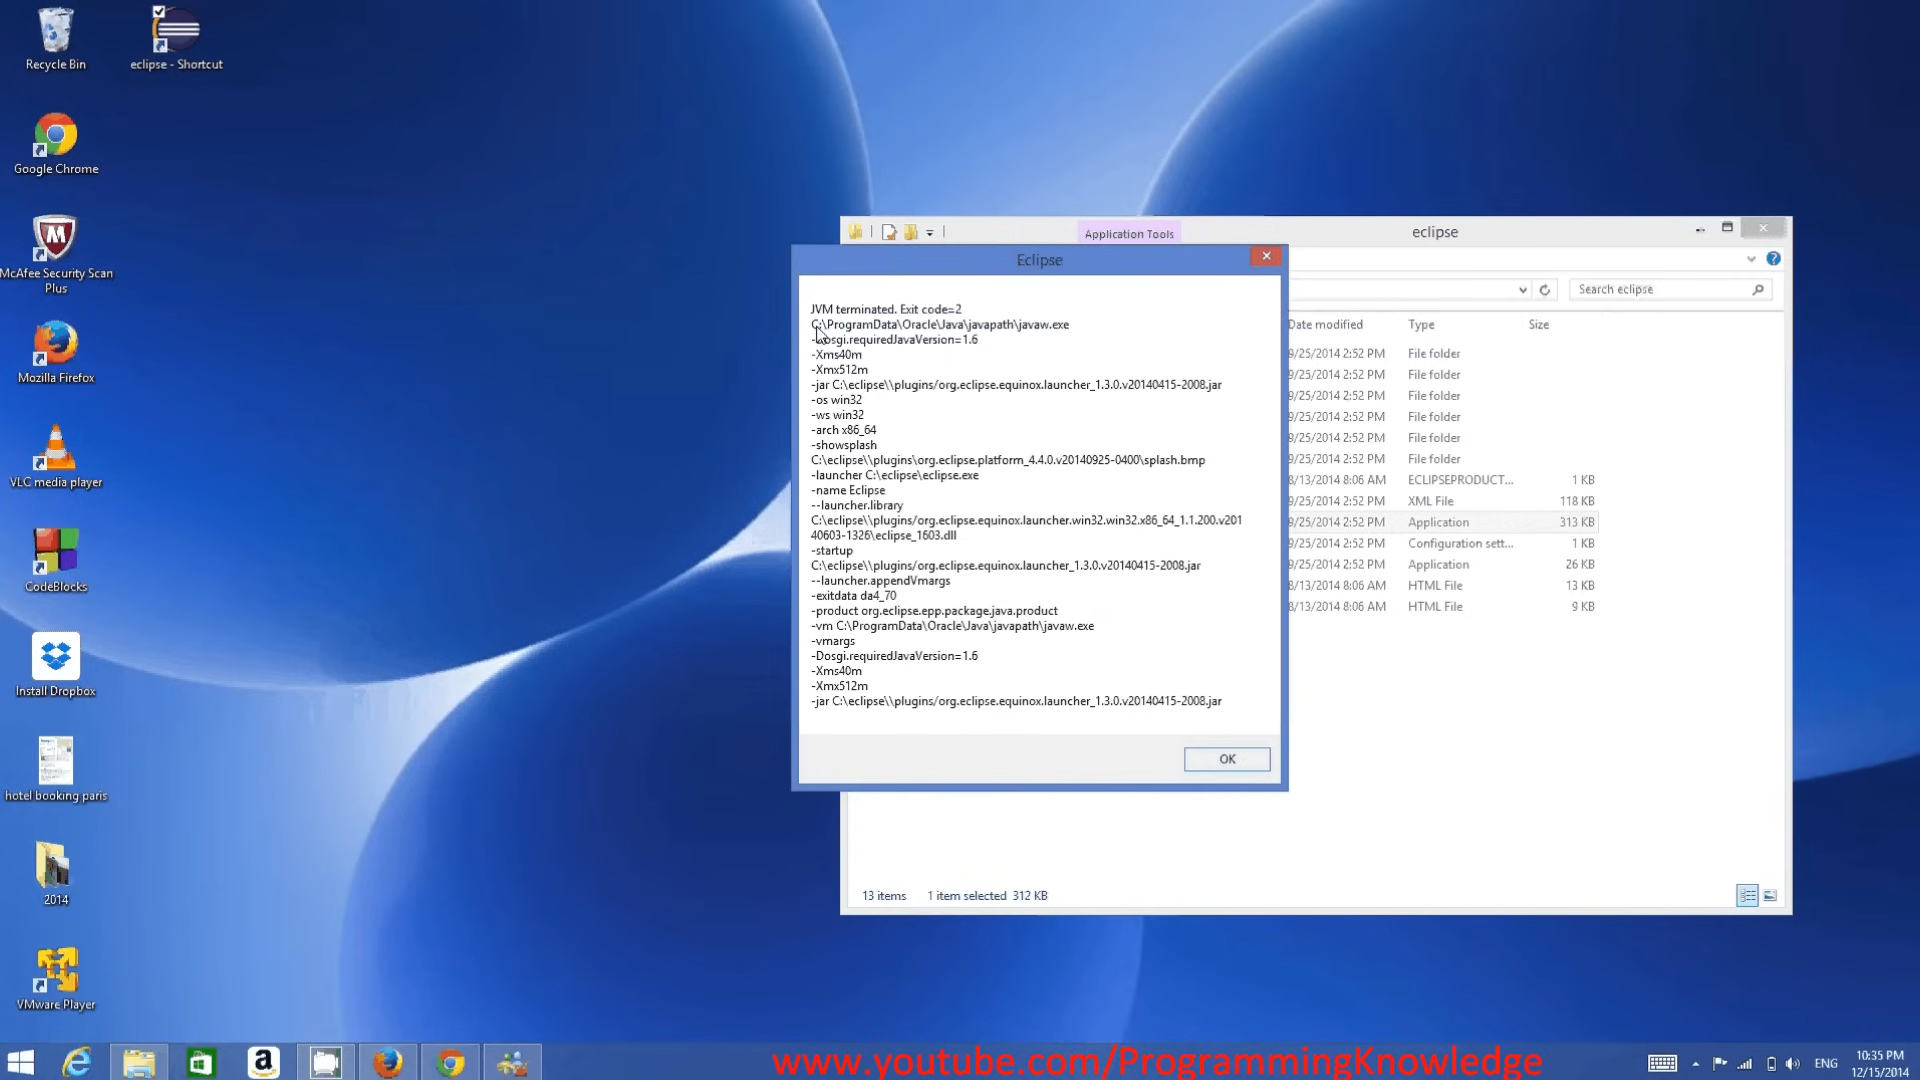 Recycle Bin
eclipse - Shortcut
Google Chrome
McAfee Security Scan
Plus
Mozilla Firefox
VLC media player
CodeBlocks
Install Dropbox
hotel booking paris
2014
VMware Player
Application Tools
eclipse
Search eclipse
Date modified Type Size
9/25/2014 2:52 PM File folder
9/25/2014 2:52 PM File folder
9/25/2014 2:52 PM File folder
9/25/2014 2:52 PM File folder
9/25/2014 2:52 PM File folder
9/25/2014 2:52 PM File folder
8/13/2014 8:06 AM ECLIPSEPRODUCT... 1 KB
9/25/2014 2:52 PM XML File 118 KB
9/25/2014 2:52 PM Application 313 KB
9/25/2014 2:52 PM Configuration sett... 1 KB
9/25/2014 2:52 PM Application 26 KB
8/13/2014 8:06 AM HTML File 13 KB
8/13/2014 8:06 AM HTML File 9 KB
13 items 1 item selected 312 KB
Eclipse
JVM terminated. Exit code=2
C:\ProgramData\Oracle\Java\javapath\javaw.exe
-Dosgi.requiredJavaVersion=1.6
-Xms40m
-Xmx512m
-jar C:\eclipse\\plugins/org.eclipse.equinox.launcher_1.3.0.v20140415-2008.jar
-os win32
-ws win32
-arch x86_64
-showsplash
C:\eclipse\\plugins\org.eclipse.platform_4.4.0.v20140925-0400\splash.bmp
-launcher C:\eclipse\eclipse.exe
-name Eclipse
--launcher.library
C:\eclipse\\plugins/org.eclipse.equinox.launcher.win32.win32.x86_64_1.1.200.v201
40603-1326\eclipse_1603.dll
-startup
C:\eclipse\\plugins/org.eclipse.equinox.launcher_1.3.0.v20140415-2008.jar
--launcher.appendVmargs
-exitdata da4_70
-product org.eclipse.epp.package.java.product
-vm C:\ProgramData\Oracle\Java\javapath\javaw.exe
-vmargs
-Dosgi.requiredJavaVersion=1.6
-Xms40m
-Xmx512m
-jar C:\eclipse\\plugins/org.eclipse.equinox.launcher_1.3.0.v20140415-2008.jar
OK
www.youtube.com/ProgrammingKnowledge
ENG
10:35 PM
12/15/2014